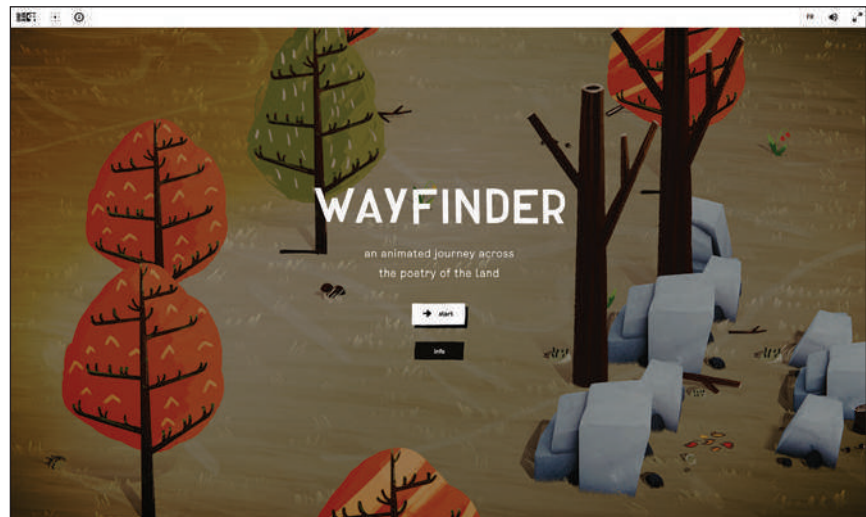 FR
WAYFINDER
an animated journey across
the poetry of the land
start
info